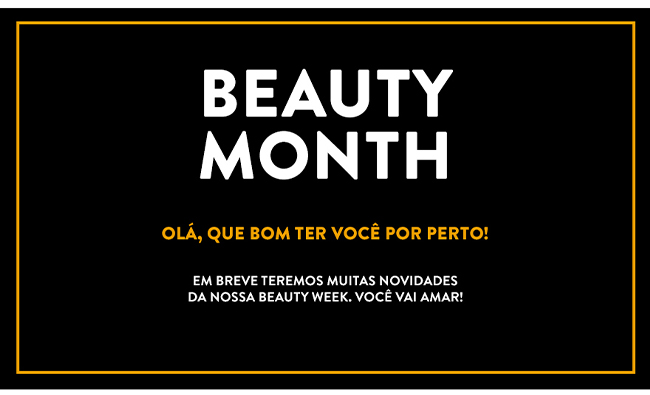 BEAUTY
MONTH
OLÁ, QUE BOM TER VOCÊ POR PERTO!
EM BREVE TEREMOS MUITAS NOVIDADES
DA NOSSA BEAUTY WEEK. VOCÊ VAI AMAR!